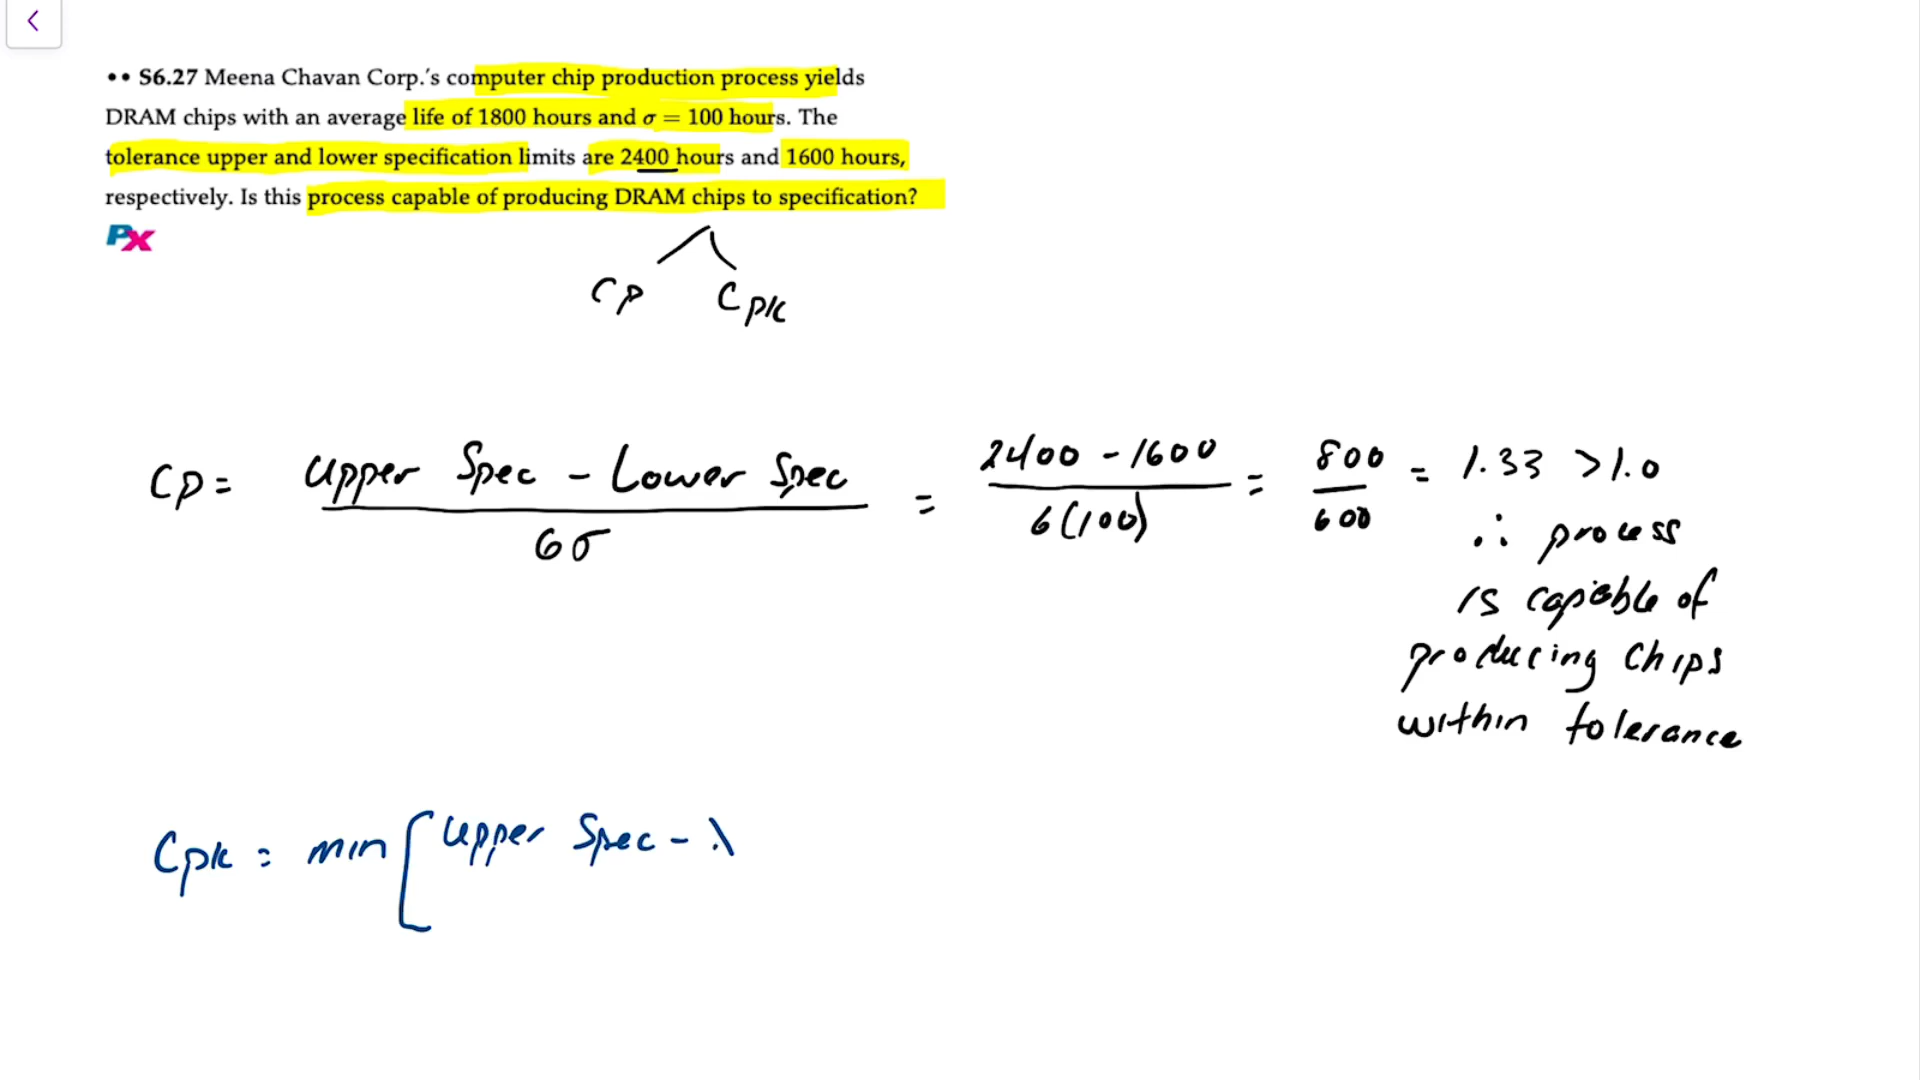 •• S6.27 Meena Chavan Corp.'s computer chip production process yields
DRAM chips with an average life of 1800 hours and σ = 100 hours. The
tolerance upper and lower specification limits are 2400 hours and 1600 hours,
respectively. Is this process capable of producing DRAM chips to specification?
PX
Cp Cpk
Cp = Upper Spec - Lower Spec / 6σ = 2400 - 1600 / 6(100) = 800 / 600 = 1.33 > 1.0
∴ process
is capable of
producing chips
within tolerance
Cpk = min [ Upper Spec -